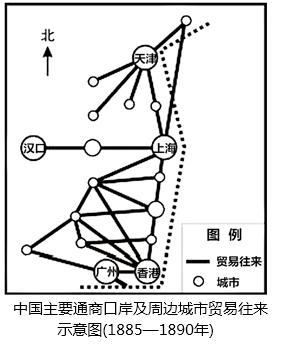 北
天津
汉口
上海
图 例
贸易往来
城市
广州
香港
中国主要通商口岸及周边城市贸易往来
示意图(1885—1890年)